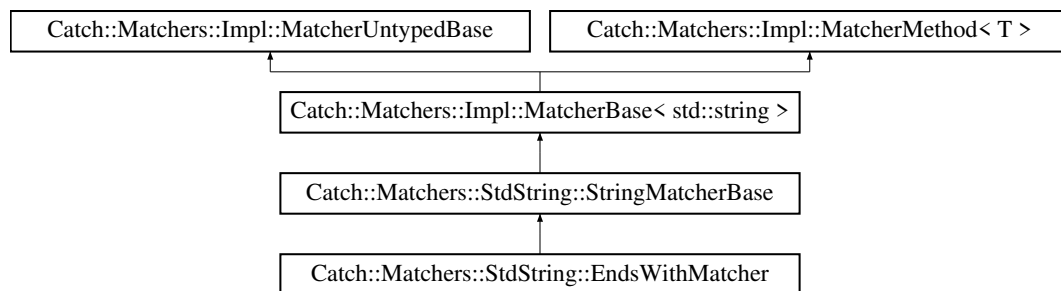 Catch::Matchers::Impl::MatcherUntypedBase
Catch::Matchers::Impl::MatcherMethod< T >
Catch::Matchers::Impl::MatcherBase< std::string >
Catch::Matchers::StdString::StringMatcherBase
Catch::Matchers::StdString::EndsWithMatcher